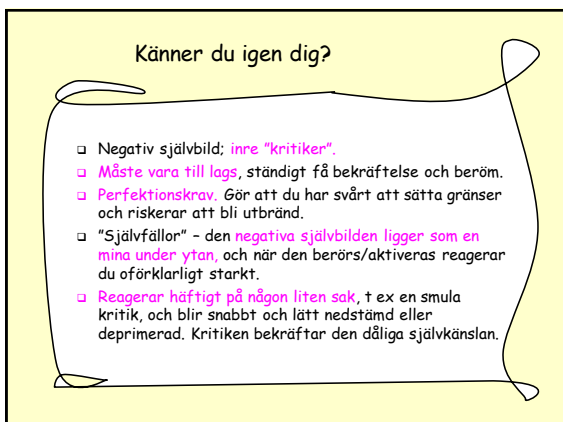 Känner du igen dig?
❑ Negativ självbild; inre ”kritiker”.
❑ Måste vara till lags, ständigt få bekräftelse och beröm.
❑ Perfektionskrav. Gör att du har svårt att sätta gränser
och riskerar att bli utbränd.
❑ ”Självfällor” – den negativa självbilden ligger som en
mina under ytan, och när den berörs/aktiveras reagerar
du oförklarligt starkt.
❑ Reagerar häftigt på någon liten sak, t ex en smula
kritik, och blir snabbt och lätt nedstämd eller
deprimerad. Kritiken bekräftar den dåliga självkänslan.